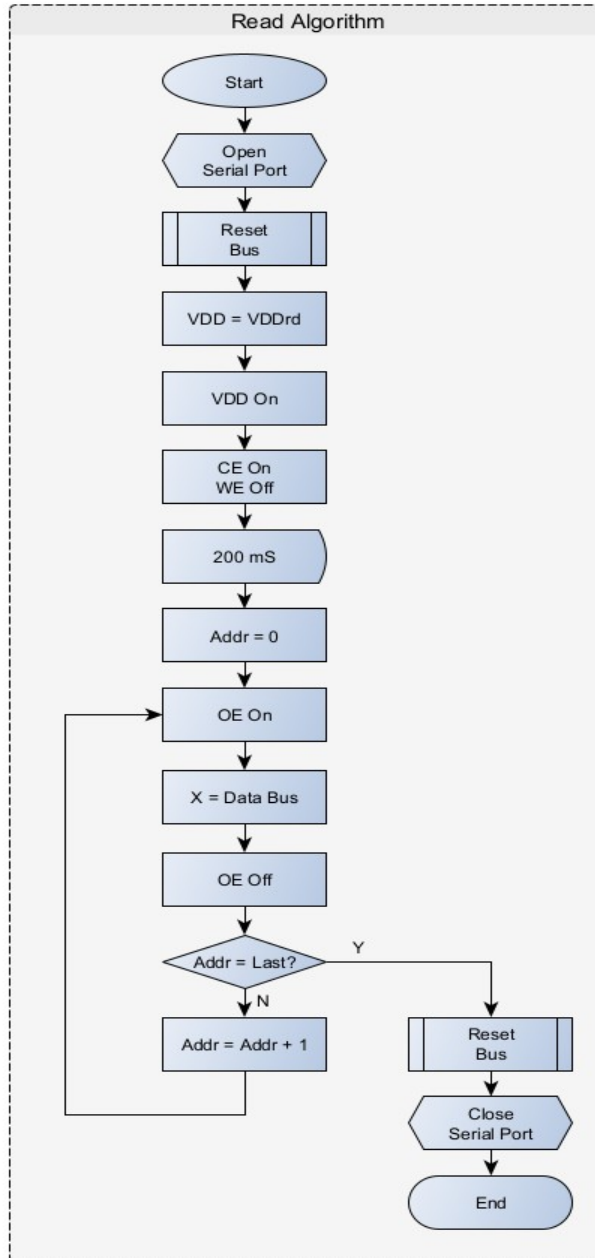 Read Algorithm
Start
Open
Serial Port
Reset
Bus
VDD = VDDrd
VDD On
CE On
WE Off
200 mS
Addr = 0
OE On
X = Data Bus
OE Off
Addr = Last?
Y
N
Addr = Addr + 1
Reset
Bus
Close
Serial Port
End